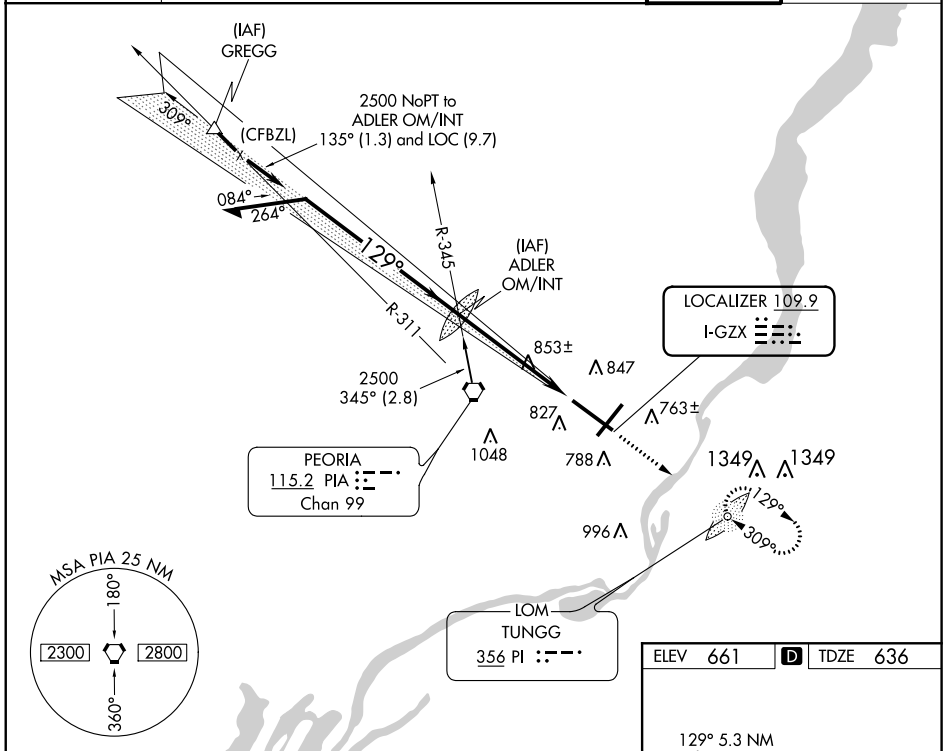 (IAF)
GREGG
2500 NoPT to
ADLER OM/INT
135° (1.3) and LOC (9.7)
(CFBZL)
309°
084°
264°
129°
R-345
(IAF)
ADLER
OM/INT
R-311
LOCALIZER 109.9
I-GZX
853±
847
2500
345° (2.8)
827
763±
1048
788
PEORIA
115.2 PIA
Chan 99
1349
1349
129°
309°
996
MSA PIA 25 NM
180°
2300
2800
360°
LOM
TUNGG
356 PI
ELEV 661 D TDZE 636
129° 5.3 NM